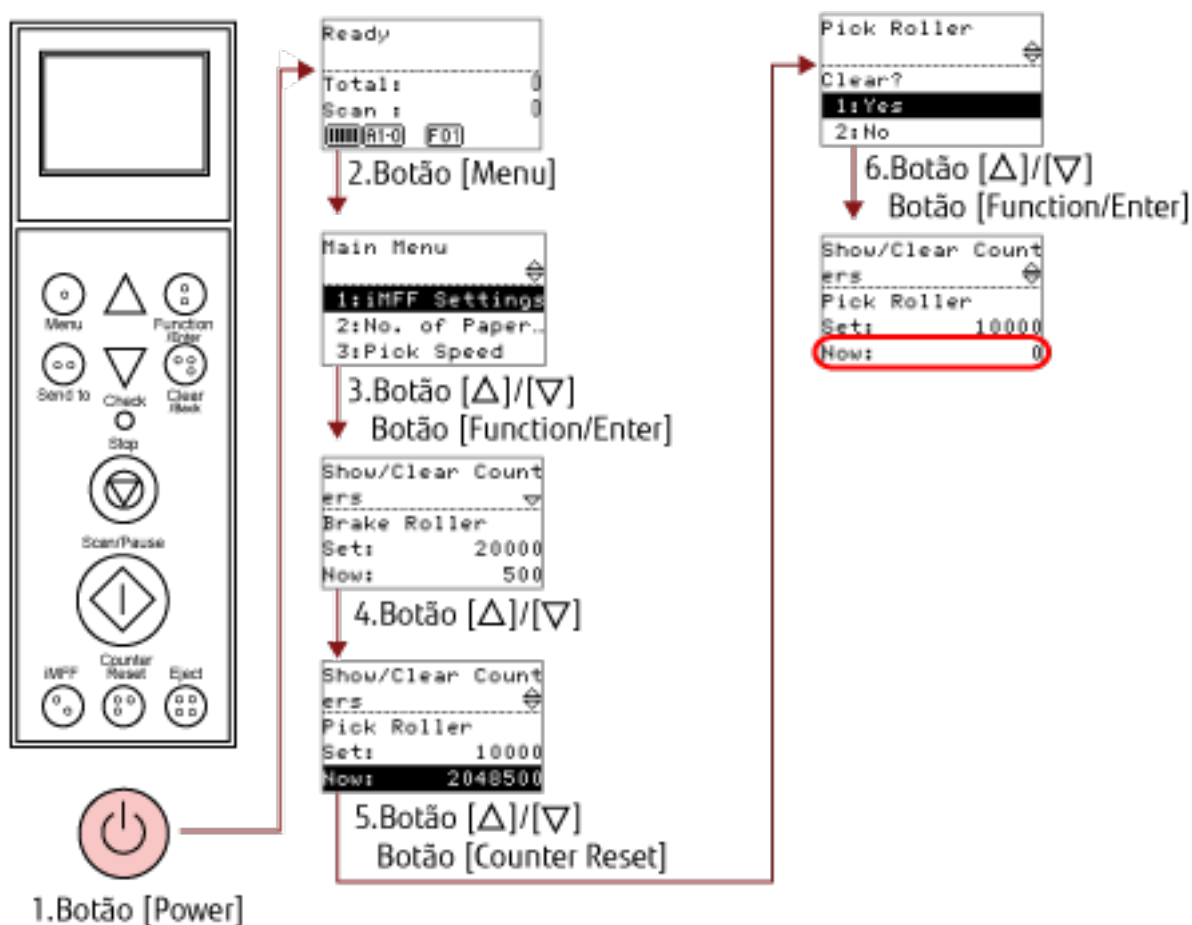 Menu
Function
/Enter
Send to
Check
Clear
/Back
Stop
Scan/Pause
iMFF
Counter
Reset
Eject
1.Botão [Power]
Ready
Total: 0
Scan : 0
A1-0 F01
2.Botão [Menu]
Main Menu
1:iMFF Settings
2:No. of Paper..
3:Pick Speed
3.Botão [△]/[▽]
Botão [Function/Enter]
Show/Clear Count
ers
Brake Roller
Set: 20000
Now: 500
4.Botão [△]/[▽]
Show/Clear Count
ers
Pick Roller
Set: 10000
Now: 2048500
5.Botão [△]/[▽]
Botão [Counter Reset]
Pick Roller
Clear?
1:Yes
2:No
6.Botão [△]/[▽]
Botão [Function/Enter]
Show/Clear Count
ers
Pick Roller
Set: 10000
Now: 0